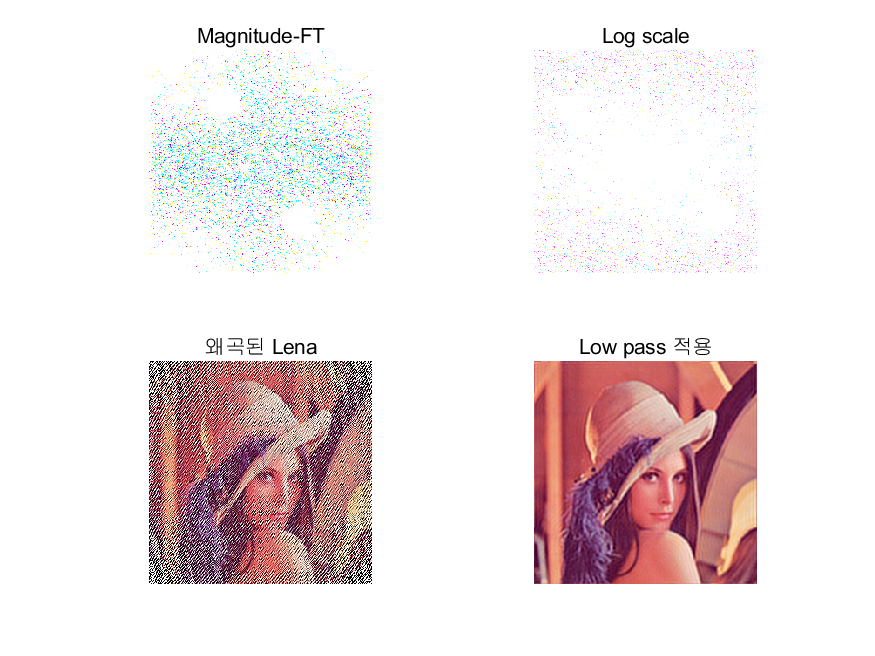 Magnitude-FT
Log scale
왜곡된 Lena
Low pass 적용